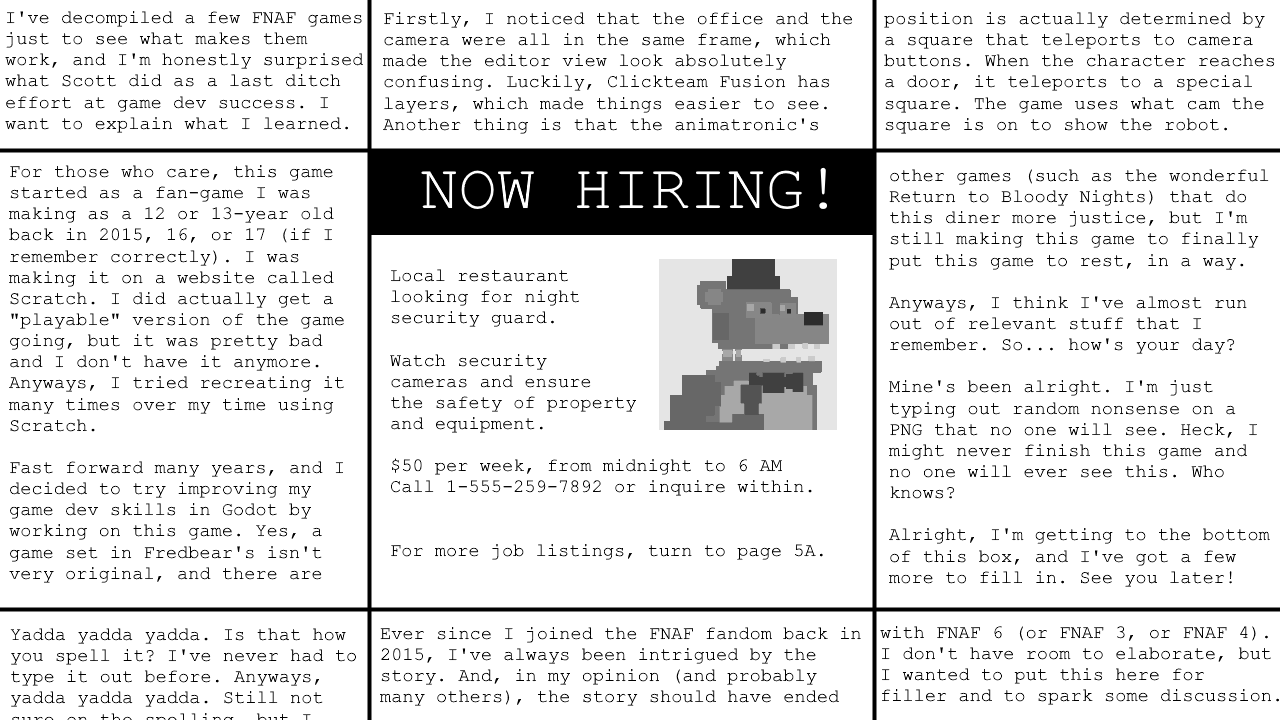 I've decompiled a few FNAF games
just to see what makes them
work, and I'm honestly surprised
what Scott did as a last ditch
effort at game dev success. I
want to explain what I learned.
Firstly, I noticed that the office and the
camera were all in the same frame, which
made the editor view look absolutely
confusing. Luckily, Clickteam Fusion has
layers, which made things easier to see.
Another thing is that the animatronic's
position is actually determined by
a square that teleports to camera
buttons. When the character reaches
a door, it teleports to a special
square. The game uses what cam the
square is on to show the robot.
For those who care, this game
started as a fan-game I was
making as a 12 or 13-year old
back in 2015, 16, or 17 (if I
remember correctly). I was
making it on a website called
Scratch. I did actually get a
"playable" version of the game
going, but it was pretty bad
and I don't have it anymore.
Anyways, I tried recreating it
many times over my time using
Scratch.
Fast forward many years, and I
decided to try improving my
game dev skills in Godot by
working on this game. Yes, a
game set in Fredbear's isn't
very original, and there are
NOW HIRING!
Local restaurant
looking for night
security guard.
Watch security
cameras and ensure
the safety of property
and equipment.
$50 per week, from midnight to 6 AM
Call 1-555-259-7892 or inquire within.
For more job listings, turn to page 5A.
other games (such as the wonderful
Return to Bloody Nights) that do
this diner more justice, but I'm
still making this game to finally
put this game to rest, in a way.
Anyways, I think I've almost run
out of relevant stuff that I
remember. So... how's your day?
Mine's been alright. I'm just
typing out random nonsense on a
PNG that no one will see. Heck, I
might never finish this game and
no one will ever see this. Who
knows?
Alright, I'm getting to the bottom
of this box, and I've got a few
more to fill in. See you later!
Yadda yadda yadda. Is that how
you spell it? I've never had to
type it out before. Anyways,
yadda yadda yadda. Still not
sure on the spelling, but I
Ever since I joined the FNAF fandom back in
2015, I've always been intrigued by the
story. And, in my opinion (and probably
many others), the story should have ended
with FNAF 6 (or FNAF 3, or FNAF 4).
I don't have room to elaborate, but
I wanted to put this here for
filler and to spark some discussion.